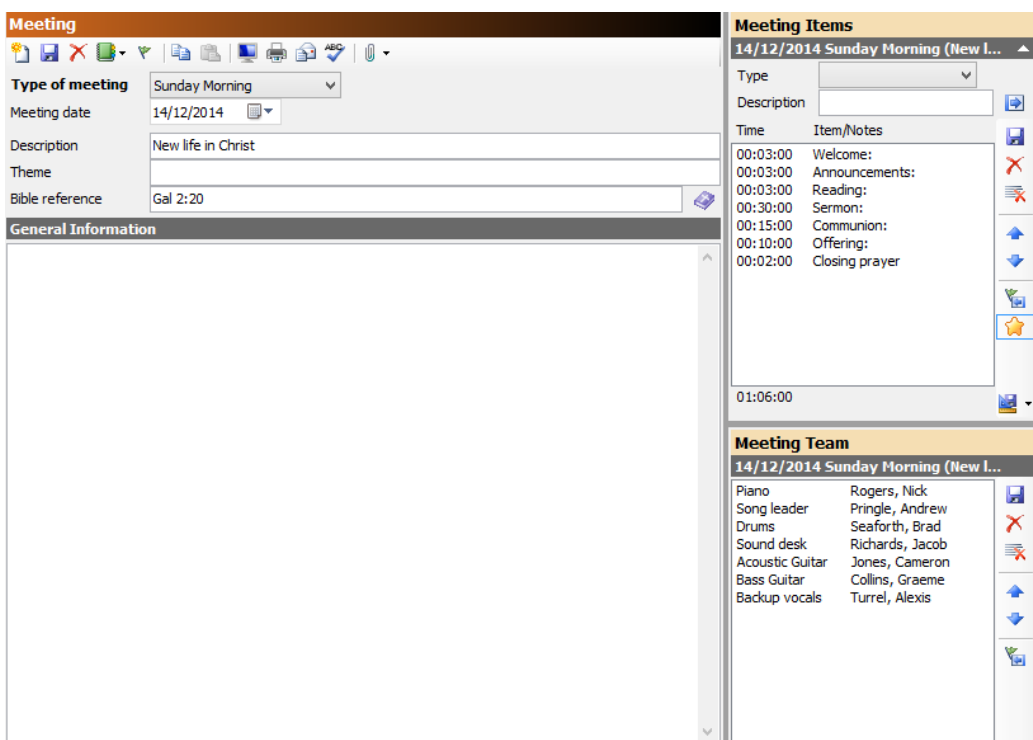 Meeting
ABC
Type of meeting Sunday Morning
Meeting date 14/12/2014
Description New life in Christ
Theme
Bible reference Gal 2:20
General Information
Meeting Items
14/12/2014 Sunday Morning (New l...
Type
Description
Time Item/Notes
00:03:00 Welcome:
00:03:00 Announcements:
00:03:00 Reading:
00:30:00 Sermon:
00:15:00 Communion:
00:10:00 Offering:
00:02:00 Closing prayer
01:06:00
Meeting Team
14/12/2014 Sunday Morning (New l...
Piano Rogers, Nick
Song leader Pringle, Andrew
Drums Seaforth, Brad
Sound desk Richards, Jacob
Acoustic Guitar Jones, Cameron
Bass Guitar Collins, Graeme
Backup vocals Turrel, Alexis